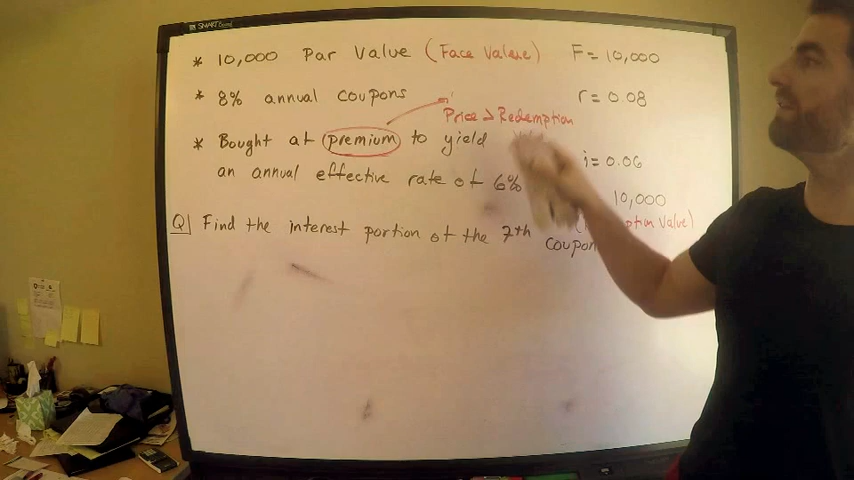 SMART Board
* 10,000 Par Value (Face Value) F = 10,000
* 8% annual coupons r = 0.08
Price > Redemption
* Bought at premium to yield
i = 0.06
an annual effective rate of 6%
10,000
Q| Find the interest portion of the 7th coupon
Value)